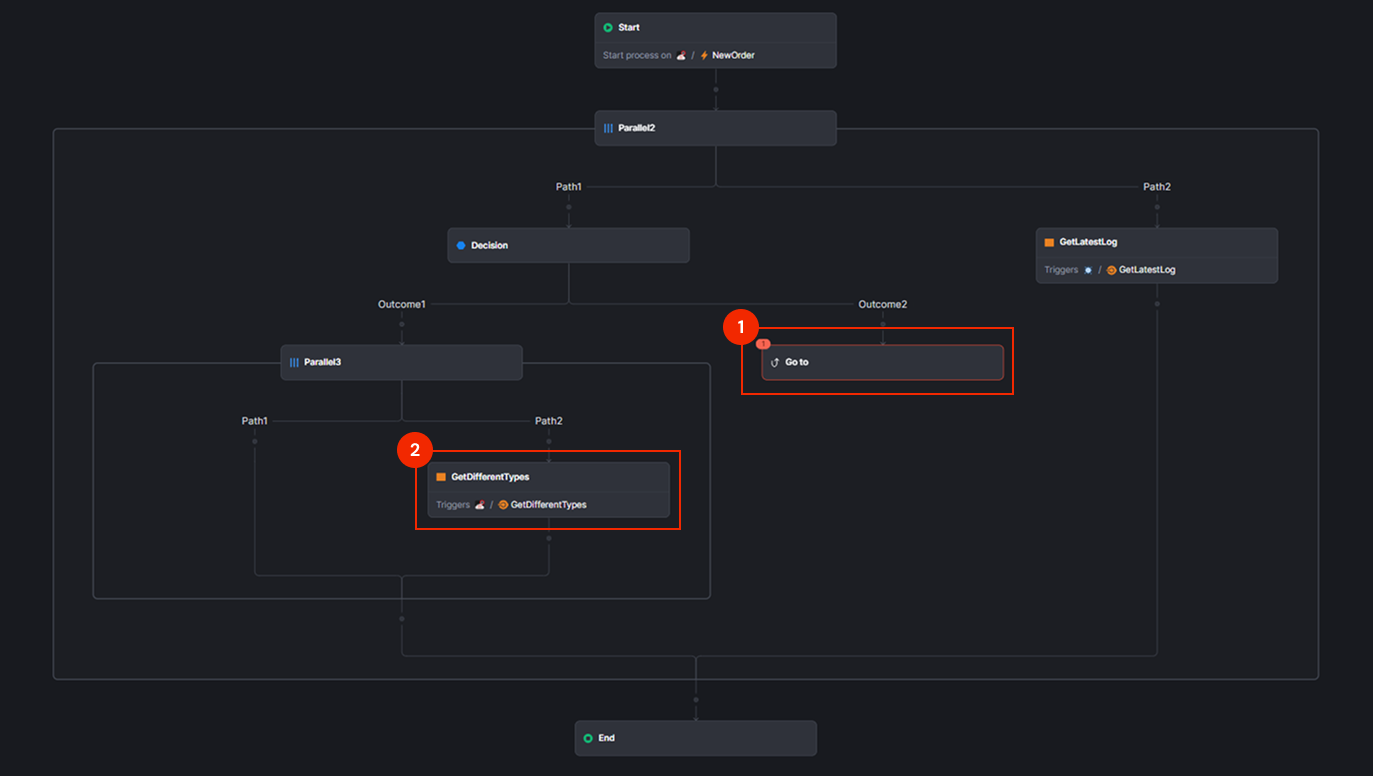 Start
Start process on / NewOrder
Parallel2
Path1
Path2
Decision
GetLatestLog
Triggers / GetLatestLog
Outcome1
Outcome2
1
1
Parallel3
Go to
Path1
Path2
2
GetDifferentTypes
Triggers / GetDifferentTypes
End